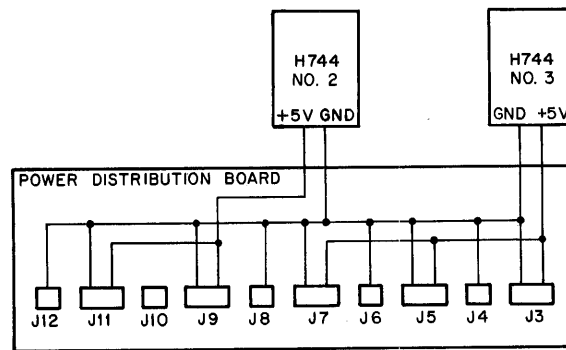 H744
NO. 2
+5V GND
H744
NO. 3
GND +5V
POWER DISTRIBUTION BOARD
J12 J11 J10 J9 J8 J7 J6 J5 J4 J3